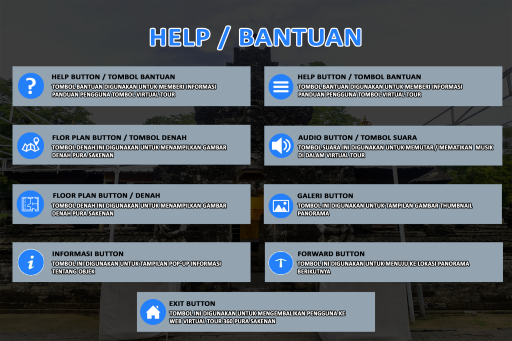 HELP / BANTUAN
HELP BUTTON / TOMBOL BANTUAN
TOMBOL BANTUAN DIGUNAKAN UNTUK MEMBERI INFORMASI
PANDUAN PENGGUNA TOMBOL VIRTUAL TOUR
HELP BUTTON / TOMBOL BANTUAN
TOMBOL BANTUAN DIGUNAKAN UNTUK MEMBERI INFORMASI
PANDUAN PENGGUNA TOMBOL VIRTUAL TOUR
FLOR PLAN BUTTON / TOMBOL DENAH
TOMBOL DENAH INI DIGUNAKAN UNTUK MENAMPILKAN GAMBAR
DENAH PURA SAKENAN
AUDIO BUTTON / TOMBOL SUARA
TOMBOL SUARA INI DIGUNAKAN UNTUK MEMUTAR / MEMATIKAN MUSIK
DI DALAM VIRTUAL TOUR
FLOOR PLAN BUTTON / DENAH
TOMBOL DENAH INI DIGUNAKAN UNTUK MENAMPILKAN GAMBAR
DENAH PURA SAKENAN
GALERI BUTTON
TOMBOL INI DIGUNAKAN UNTUK TAMPILAN GAMBAR THUMBNAIL
PANORAMA
INFORMASI BUTTON
TOMBOL INI DIGUNAKAN UNTUK TAMPILAN POP-UP INFORMASI
TENTANG OBJEK
FORWARD BUTTON
TOMBOL INI DIGUNAKAN UNTUK MENUJU KE LOKASI PANORAMA
BERIKUTNYA
EXIT BUTTON
TOMBOL INI DIGUNAKAN UNTUK MENGEMBALIKAN PENGGUNA KE
WEB VIRTUAL TOUR 360 PURA SAKENAN